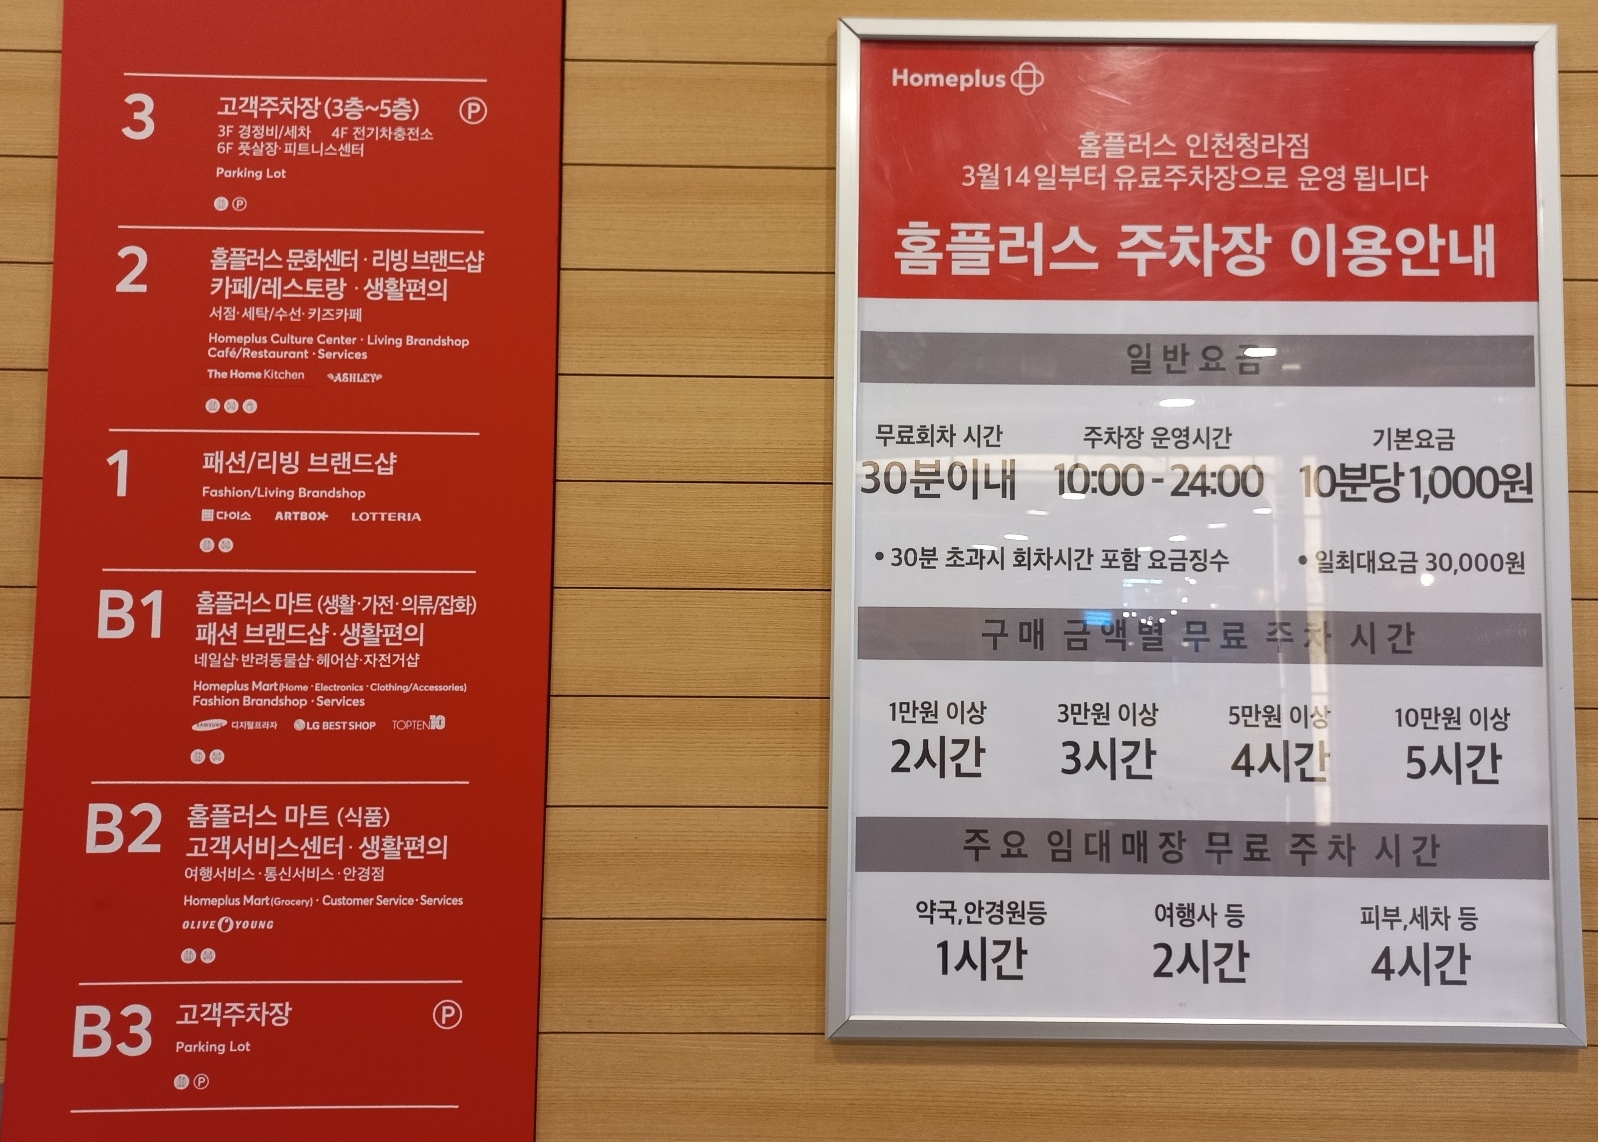 3
고객주차장 (3층~5층)
P
3F 경정비/세차 4F 전기차충전소
6F 풋살장·피트니스센터
Parking Lot
P
2
홈플러스 문화센터 · 리빙 브랜드샵
카페/레스토랑 · 생활편의
서점·세탁/수선·키즈카페
Homeplus Culture Center · Living Brandshop
Café/Restaurant · Services
The Home Kitchen ASHLEY
1
패션/리빙 브랜드샵
Fashion/Living Brandshop
다이소 ARTBOX LOTTERIA
B1
홈플러스 마트 (생활·가전·의류/잡화)
패션 브랜드샵·생활편의
네일샵·반려동물샵·헤어샵·자전거샵
Homeplus Mart(Home · Electronics · Clothing/Accessories)
Fashion Brandshop · Services
SAMSUNG 디지털프라자 LG BEST SHOP TOPTEN10
B2
홈플러스 마트 (식품)
고객서비스센터 · 생활편의
여행서비스·통신서비스·안경점
Homeplus Mart(Grocery) · Customer Service · Services
OLIVE YOUNG
B3
고객주차장
P
Parking Lot
P
Homeplus
홈플러스 인천청라점
3월14일부터 유료주차장으로 운영 됩니다
홈플러스 주차장 이용안내
일반요금
무료회차 시간 주차장 운영시간 기본요금
30분이내 10:00 - 24:00 10분당 1,000원
• 30분 초과시 회차시간 포함 요금징수 • 일최대요금 30,000원
구매 금액별 무료 주차 시간
1만원 이상 3만원 이상 5만원 이상 10만원 이상
2시간 3시간 4시간 5시간
주요 임대매장 무료 주차 시간
약국,안경원등 여행사 등 피부,세차 등
1시간 2시간 4시간